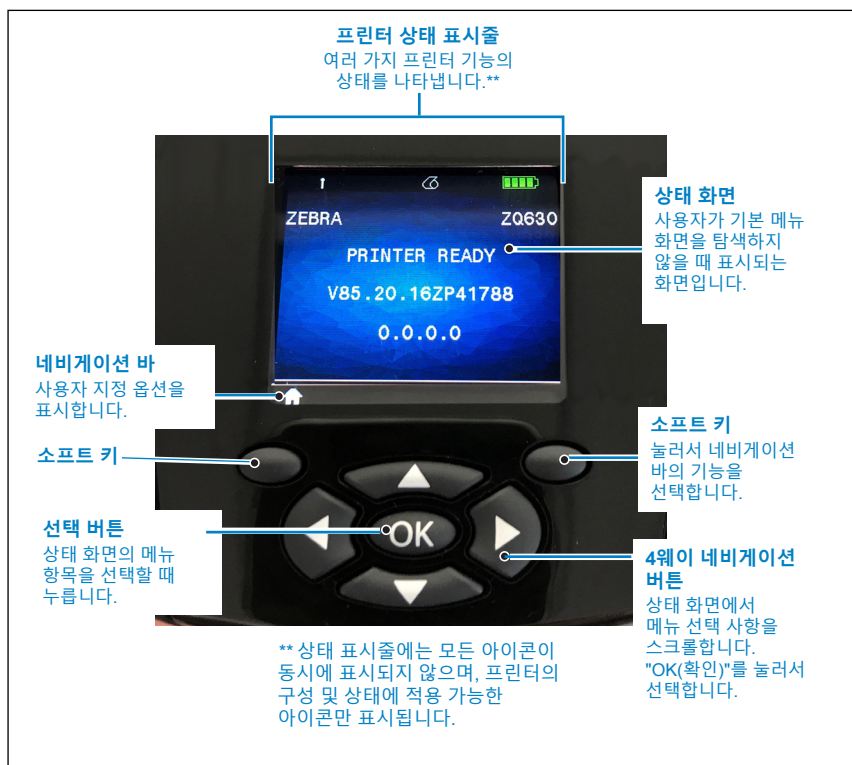 프린터 상태 표시줄
여러 가지 프린터 기능의
상태를 나타냅니다.**
ZEBRA
ZQ630
PRINTER READY
V85.20.16ZP41788
0.0.0.0
상태 화면
사용자가 기본 메뉴
화면을 탐색하지
않을 때 표시되는
화면입니다.
네비게이션 바
사용자 지정 옵션을
표시합니다.
소프트 키
소프트 키
눌러서 네비게이션
바의 기능을
선택합니다.
선택 버튼
상태 화면의 메뉴
항목을 선택할 때
누릅니다.
OK
4웨이 네비게이션
버튼
상태 화면에서
메뉴 선택 사항을
스크롤합니다.
"OK(확인)"를 눌러서
선택합니다.
** 상태 표시줄에는 모든 아이콘이
동시에 표시되지 않으며, 프린터의
구성 및 상태에 적용 가능한
아이콘만 표시됩니다.